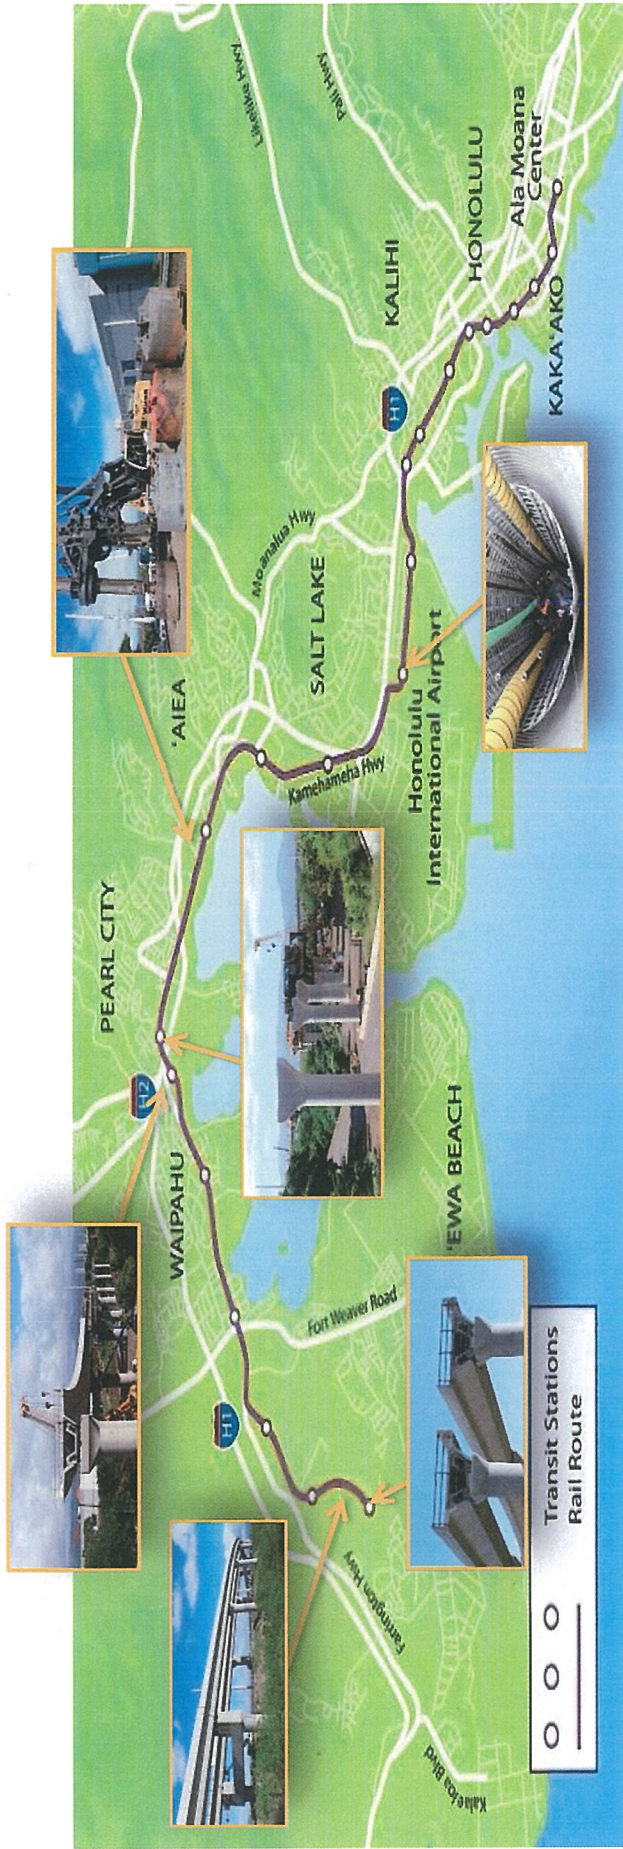 PEARL CITY
H2
WAIPAHU
'AIEA
Likelike Hwy
Pali Hwy
Moanalua Hwy
H1
SALT LAKE
KALIHI
H1
HONOLULU
Ala Moana
Center
Fort Weaver Road
Kamehameha Hwy
Farrington Hwy
Honolulu
International Airport
'EWA BEACH
KAKA'AKO
Kalaeloa Blvd
Transit Stations
Rail Route